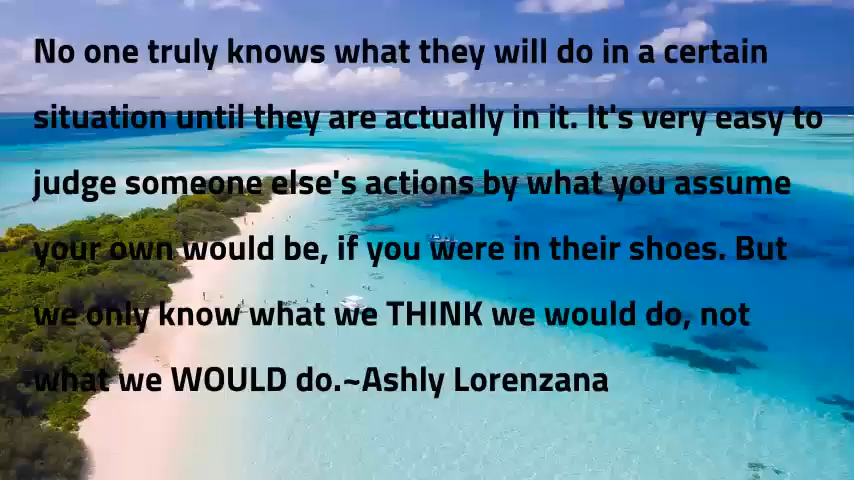 No one truly knows what they will do in a certain
situation until they are actually in it. It's very easy to
judge someone else's actions by what you assume
your own would be, if you were in their shoes. But
we only know what we THINK we would do, not
what we WOULD do.~Ashly Lorenzana